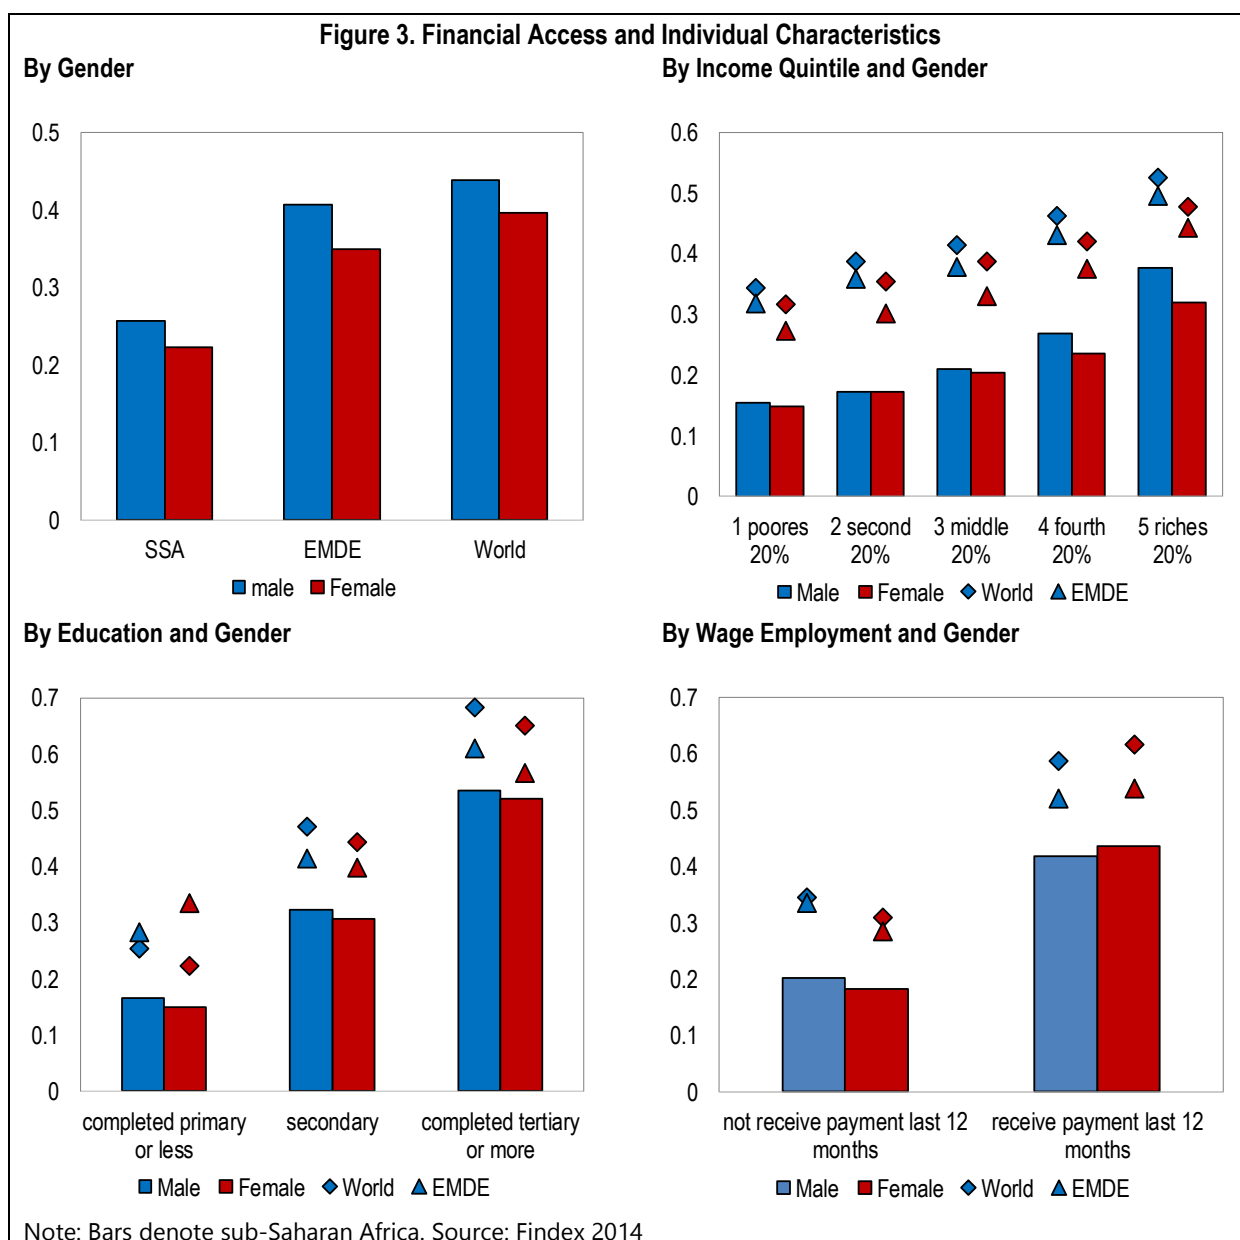 Figure 3. Financial Access and Individual Characteristics
By Gender
0.5
0.4
0.3
0.2
0.1
0
SSA EMDE World
male Female
By Income Quintile and Gender
0.6
0.5
0.4
0.3
0.2
0.1
0
1 poores 2 second 3 middle 4 fourth 5 riches
20% 20% 20% 20% 20%
Male Female World EMDE
By Education and Gender
0.7
0.6
0.5
0.4
0.3
0.2
0.1
0
completed primary secondary completed tertiary
or less or more
Male Female World EMDE
By Wage Employment and Gender
0.7
0.6
0.5
0.4
0.3
0.2
0.1
0
not receive payment last 12 receive payment last 12
months months
Male Female World EMDE
Note: Bars denote sub-Saharan Africa. Source: Findex 2014